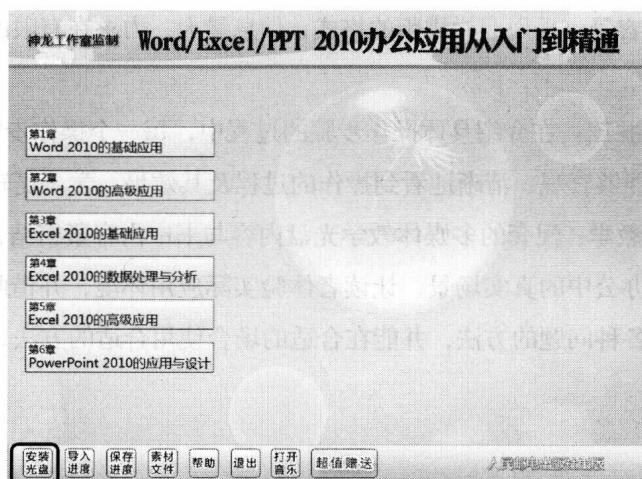 神龙工作室监制 Word/Excel/PPT 2010办公应用从入门到精通
第1章
Word 2010的基础应用
第2章
Word 2010的高级应用
第3章
Excel 2010的基础应用
第4章
Excel 2010的数据处理与分析
第5章
Excel 2010的高级应用
第6章
PowerPoint 2010的应用与设计
安装光盘 导入进度 保存进度 素材文件 帮助 退出 打开音乐 超值赠送 人民邮电出版社出版